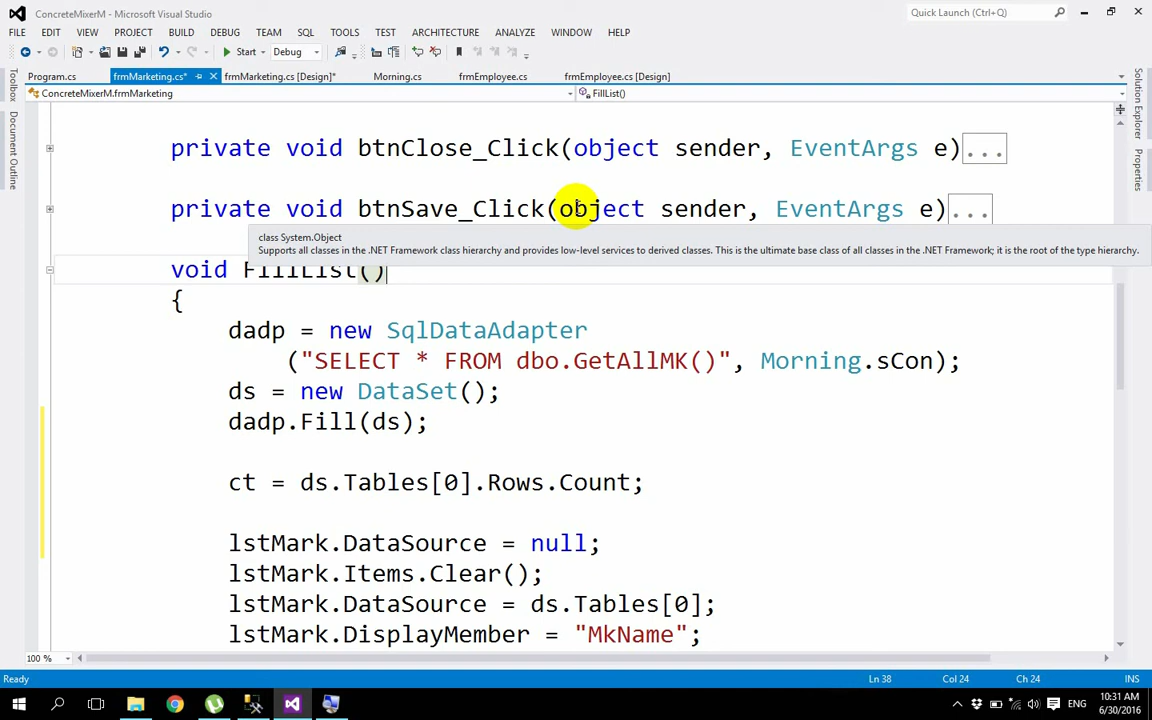 ConcreteMixerM - Microsoft Visual Studio
Quick Launch (Ctrl+Q)
FILE EDIT VIEW PROJECT BUILD DEBUG TEAM SQL TOOLS TEST ARCHITECTURE ANALYZE WINDOW HELP
Start Debug
Program.cs frmMarketing.cs* frmMarketing.cs [Design]* Morning.cs frmEmployee.cs frmEmployee.cs [Design]
ConcreteMixerM.frmMarketing FillList()
Toolbox
Document Outline
Solution Explorer
Properties
private void btnClose_Click(object sender, EventArgs e)...
private void btnSave_Click(object sender, EventArgs e)...
class System.Object
Supports all classes in the .NET Framework class hierarchy and provides low-level services to derived classes. This is the ultimate base class of all classes in the .NET Framework; it is the root of the type hierarchy.
void FillList()
{
dadp = new SqlDataAdapter
("SELECT * FROM dbo.GetAllMK()", Morning.sCon);
ds = new DataSet();
dadp.Fill(ds);
ct = ds.Tables[0].Rows.Count;
lstMark.DataSource = null;
lstMark.Items.Clear();
lstMark.DataSource = ds.Tables[0];
lstMark.DisplayMember = "MkName";
100 %
Ready Ln 38 Col 24 Ch 24 INS
ENG
10:31 AM
6/30/2016